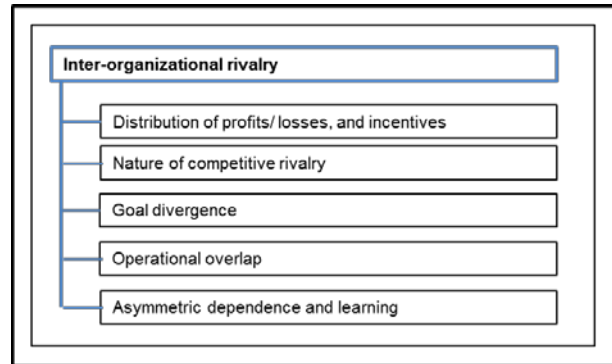 Inter-organizational rivalry
Distribution of profits/ losses, and incentives
Nature of competitive rivalry
Goal divergence
Operational overlap
Asymmetric dependence and learning